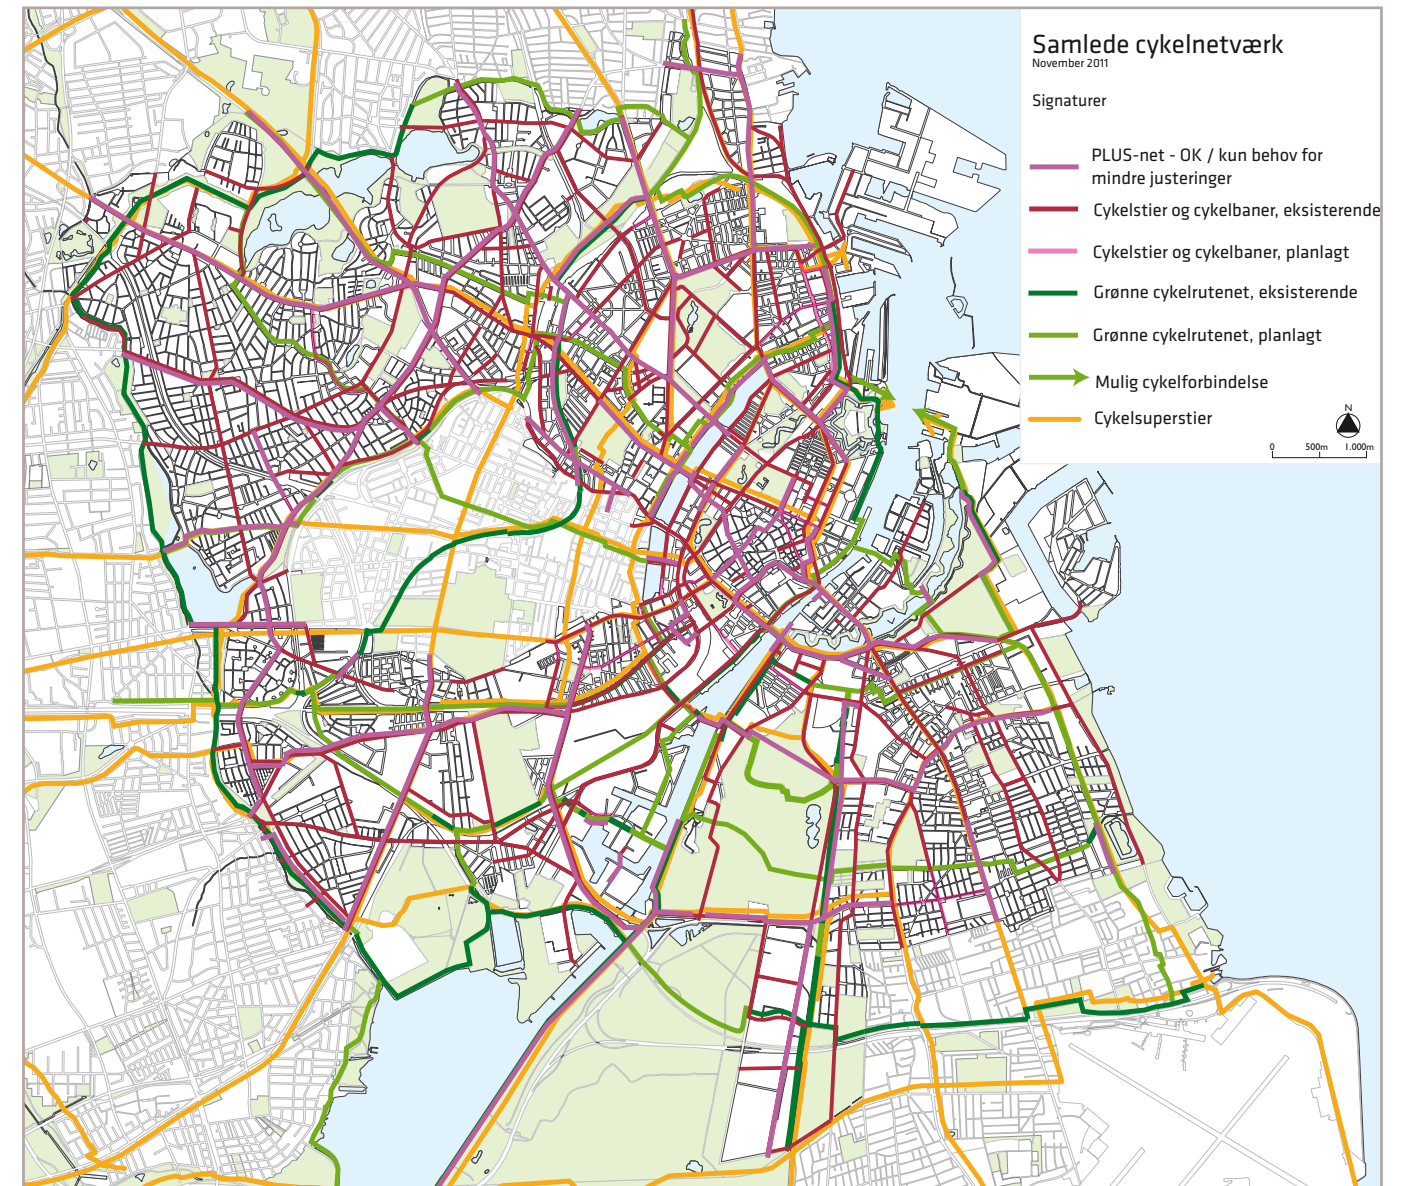 Samlede cykelnetværk
November 2011
Signaturer
PLUS-net - OK / kun behov for
mindre justeringer
Cykelstier og cykelbaner, eksisterende
Cykelstier og cykelbaner, planlagt
Grønne cykelrutenet, eksisterende
Grønne cykelrutenet, planlagt
Mulig cykelforbindelse
Cykelsuperstier
N
0 500m 1.000m